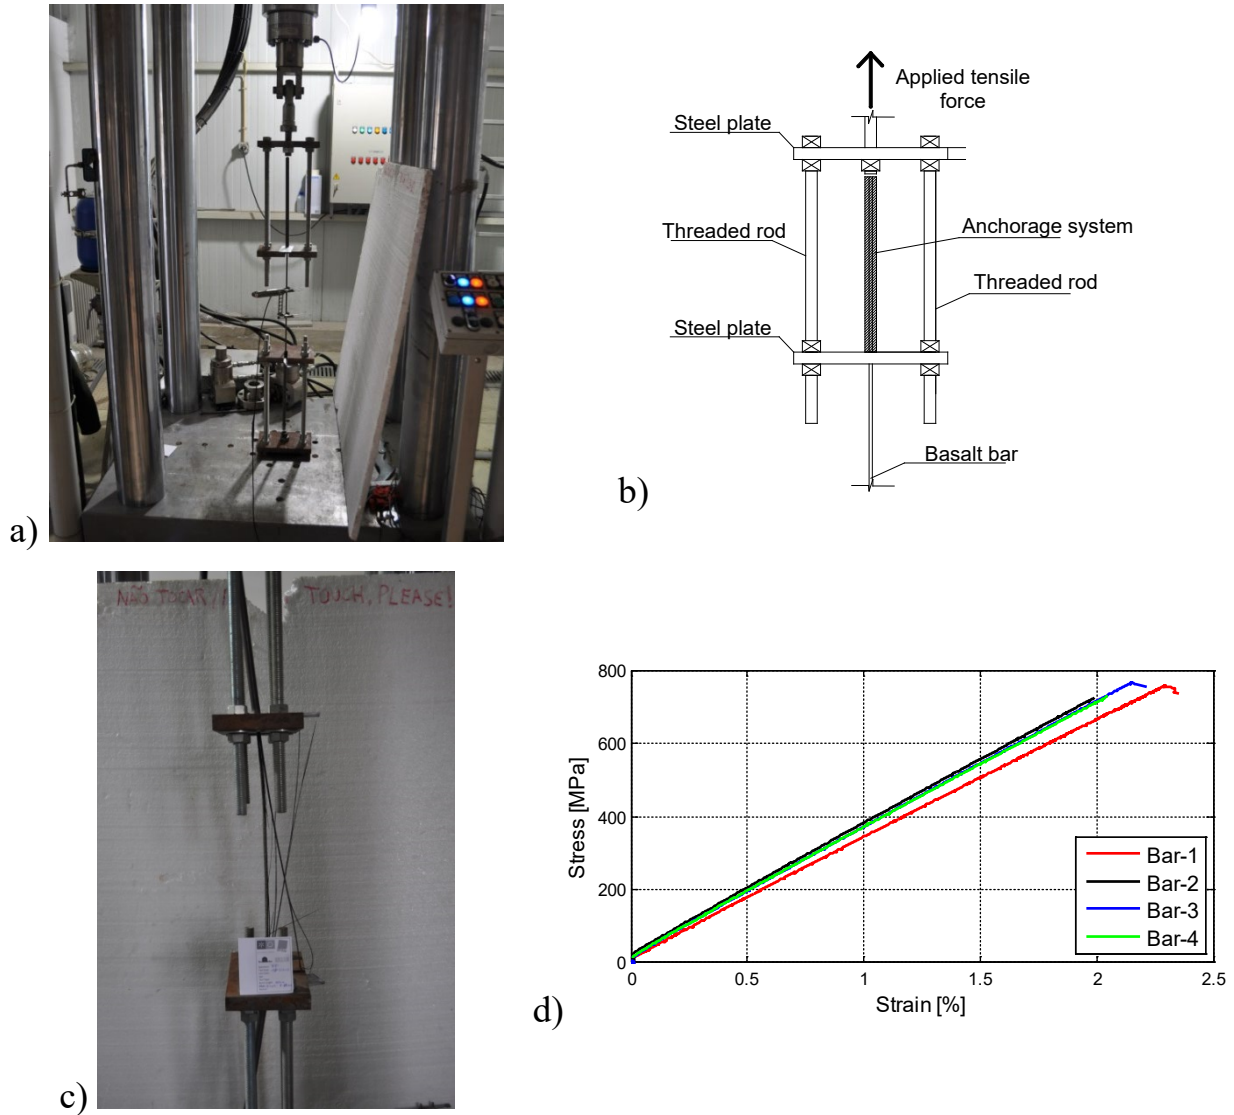 a)
Applied tensile
force
Steel plate
Threaded rod
Anchorage system
Threaded rod
Steel plate
Basalt bar
b)
NÃO TOCAR / TOUCH, PLEASE!
c)
800
600
400
200
0
Stress [MPa]
0
0.5
1
1.5
2
2.5
Strain [%]
Bar-1
Bar-2
Bar-3
Bar-4
d)